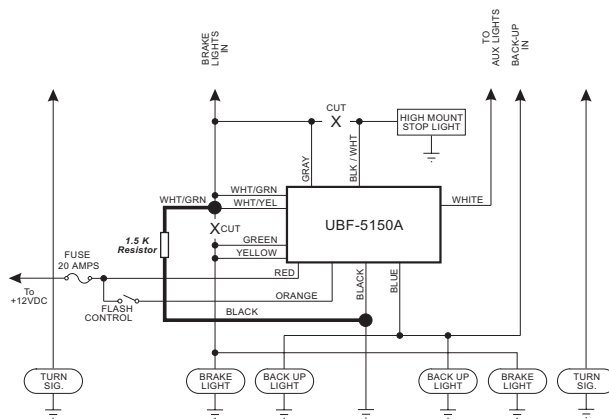 BRAKE
LIGHTS
IN
TO
AUX LIGHTS
BACK-UP
IN
CUT
X
HIGH MOUNT
STOP LIGHT
GRAY
BLK / WHT
WHT/GRN
WHT/GRN
WHT/YEL
WHITE
UBF-5150A
X CUT
1.5 K
Resistor
GREEN
YELLOW
FUSE
20 AMPS
RED
BLACK
BLUE
To
+12VDC
ORANGE
FLASH
CONTROL
BLACK
TURN
SIG.
BRAKE
LIGHT
BACK UP
LIGHT
BACK UP
LIGHT
BRAKE
LIGHT
TURN
SIG.